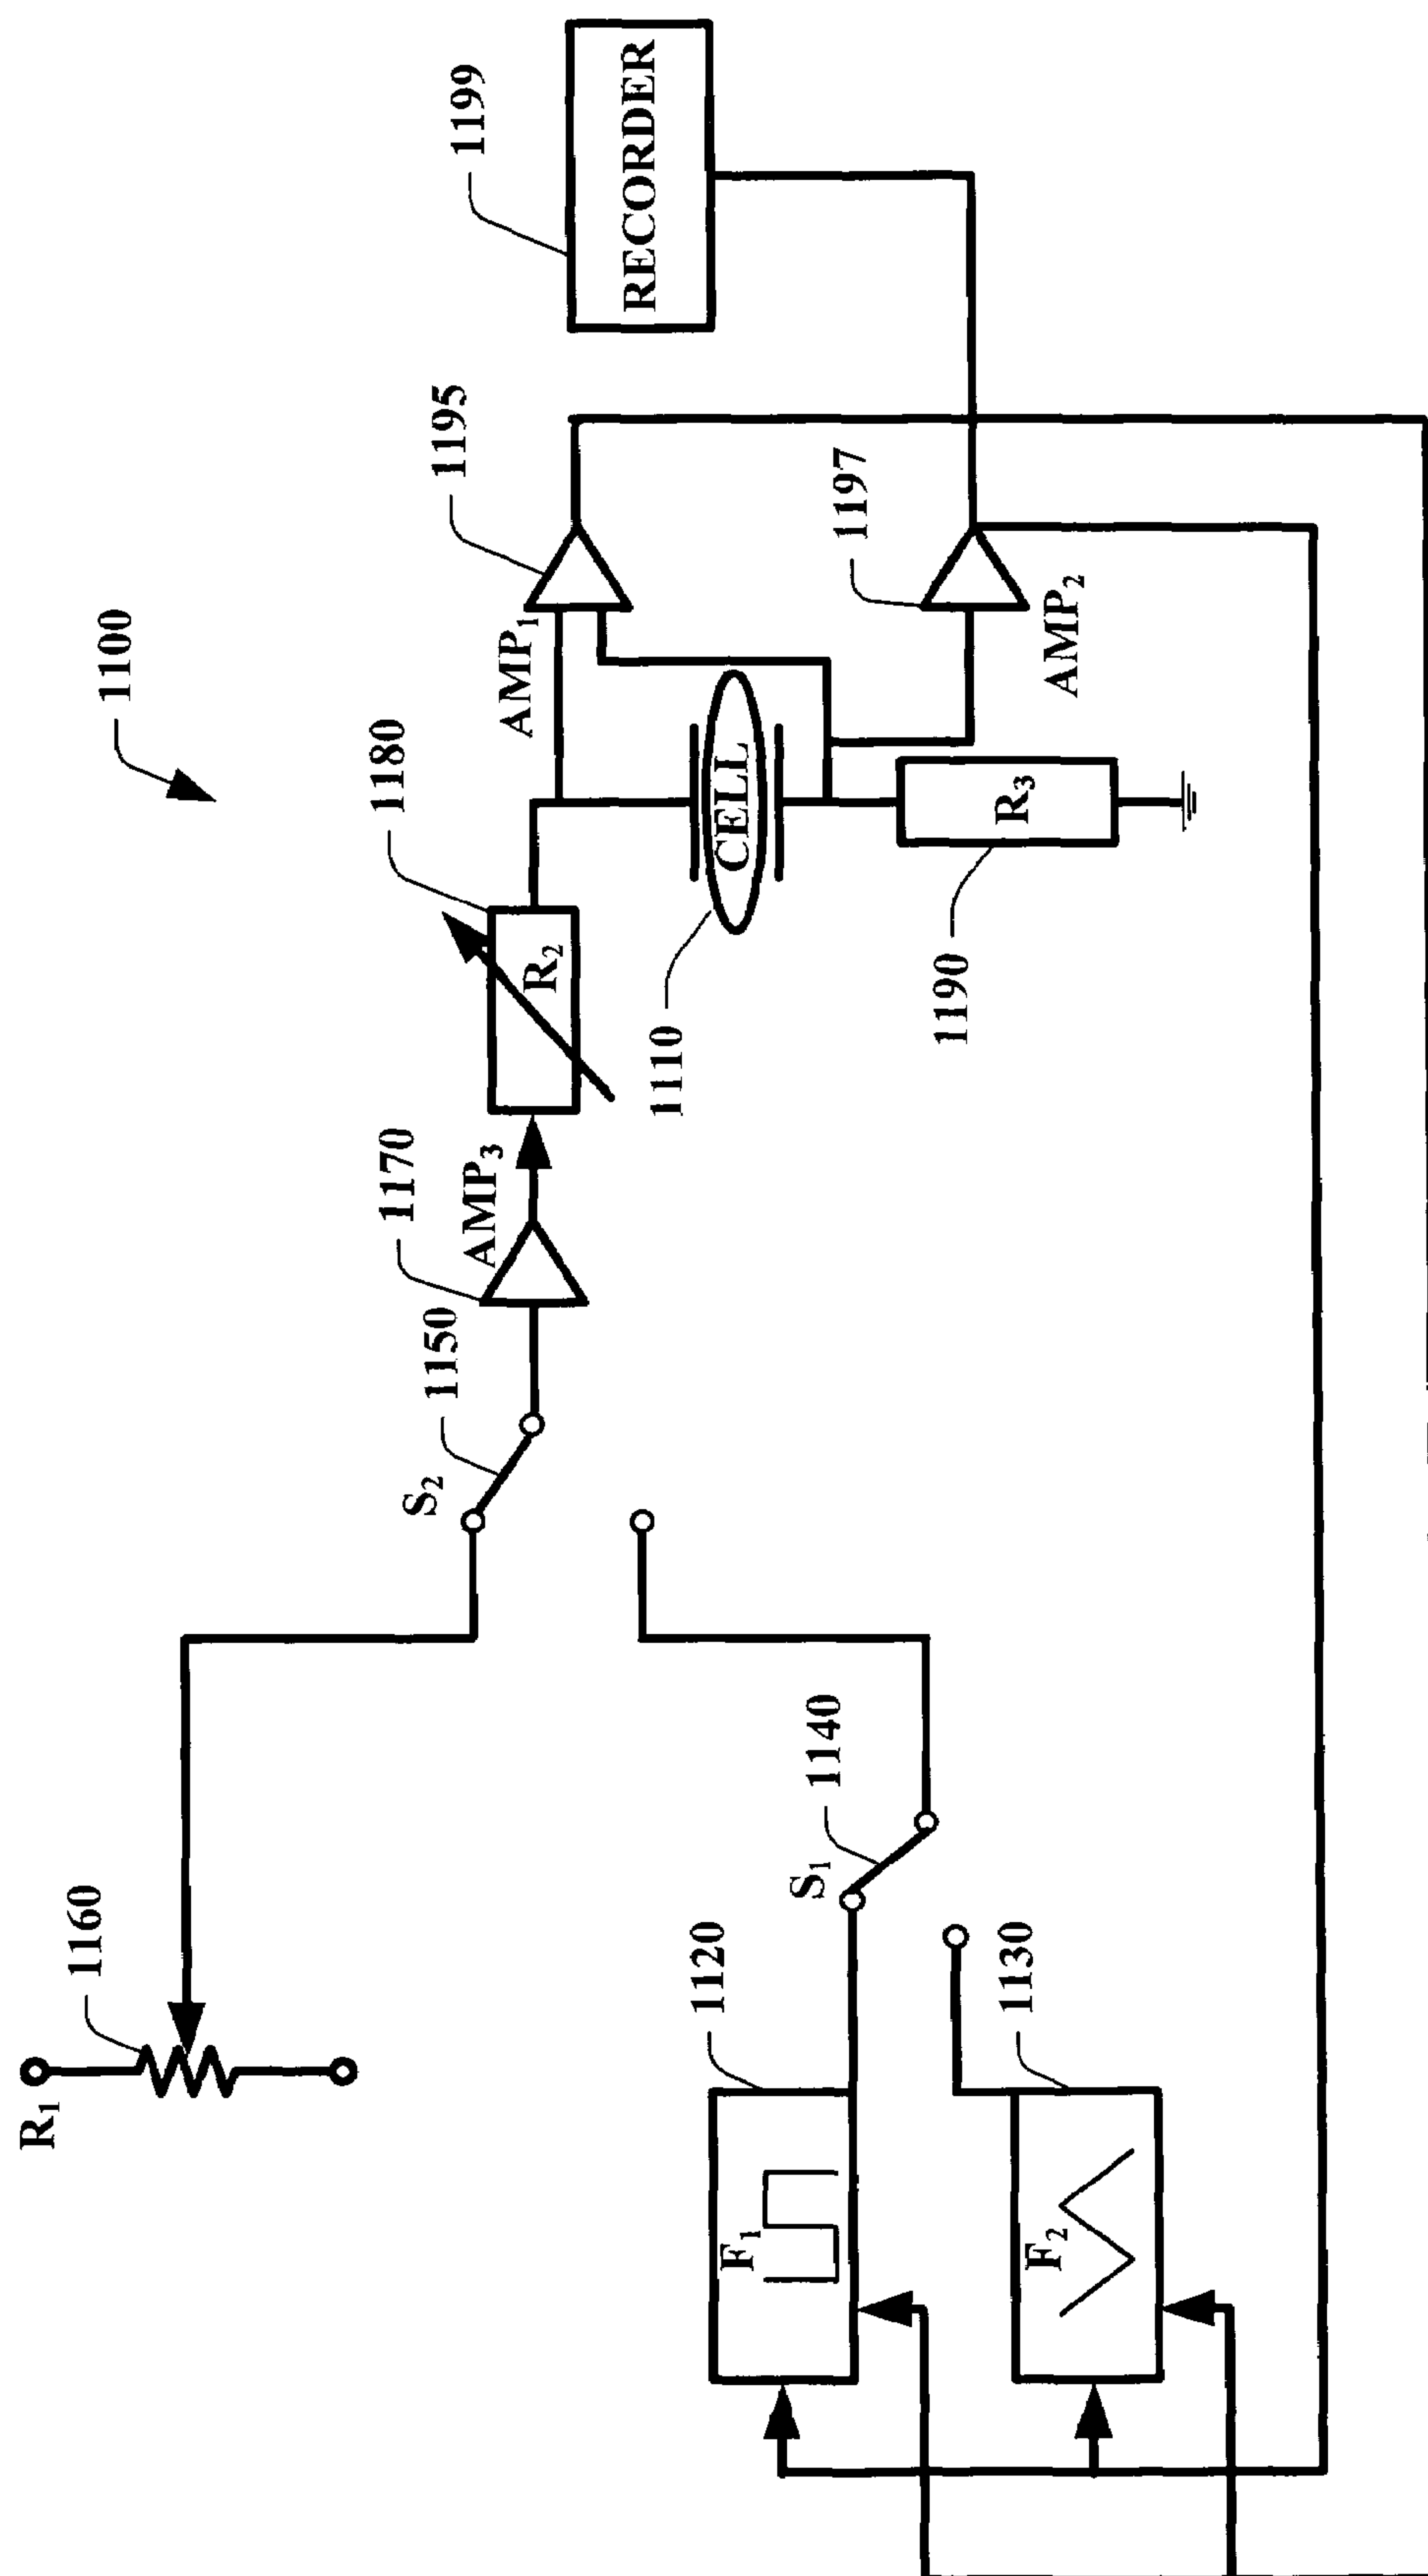 1100
R₁
1160
S₂
1150
1170
AMP₃
1180
R₂
AMP₁
1195
1199
RECORDER
CELL
1110
1197
AMP₂
R₃
1190
S₁
1140
1120
F₁
1130
F₂